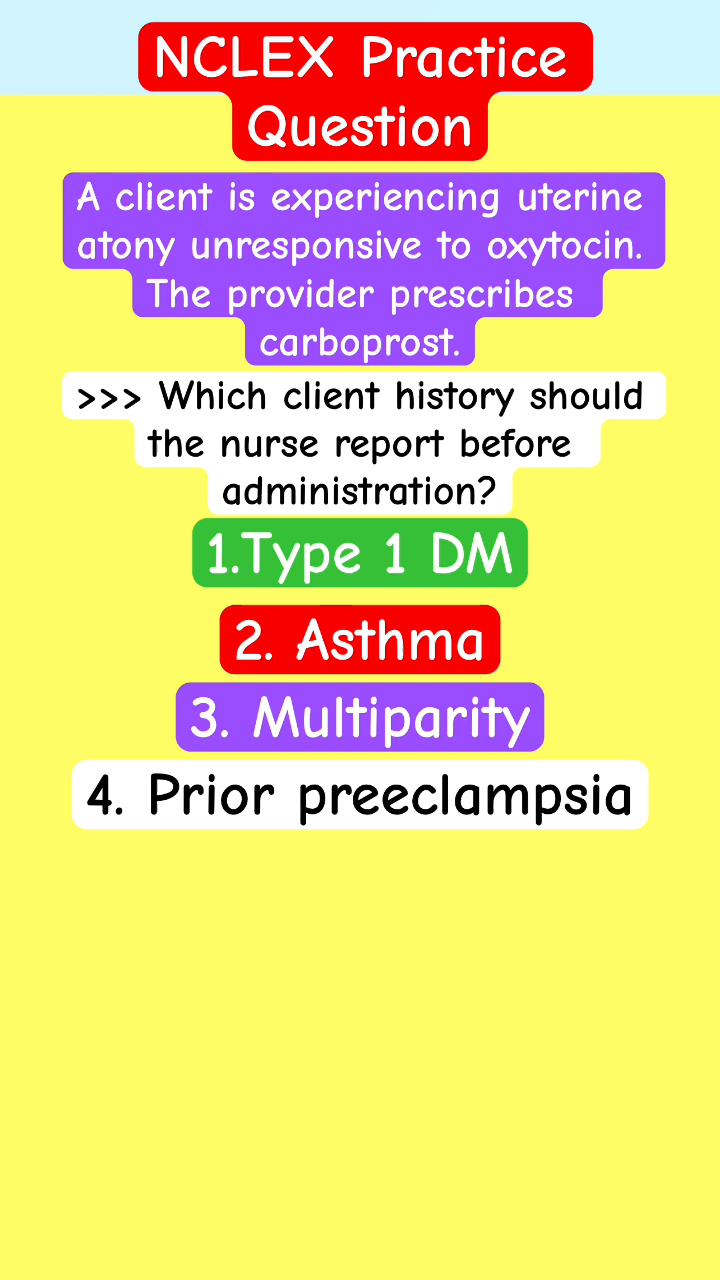 NCLEX Practice
Question
A client is experiencing uterine
atony unresponsive to oxytocin.
The provider prescribes
carboprost.
>>> Which client history should
the nurse report before
administration?
1.Type 1 DM
2. Asthma
3. Multiparity
4. Prior preeclampsia